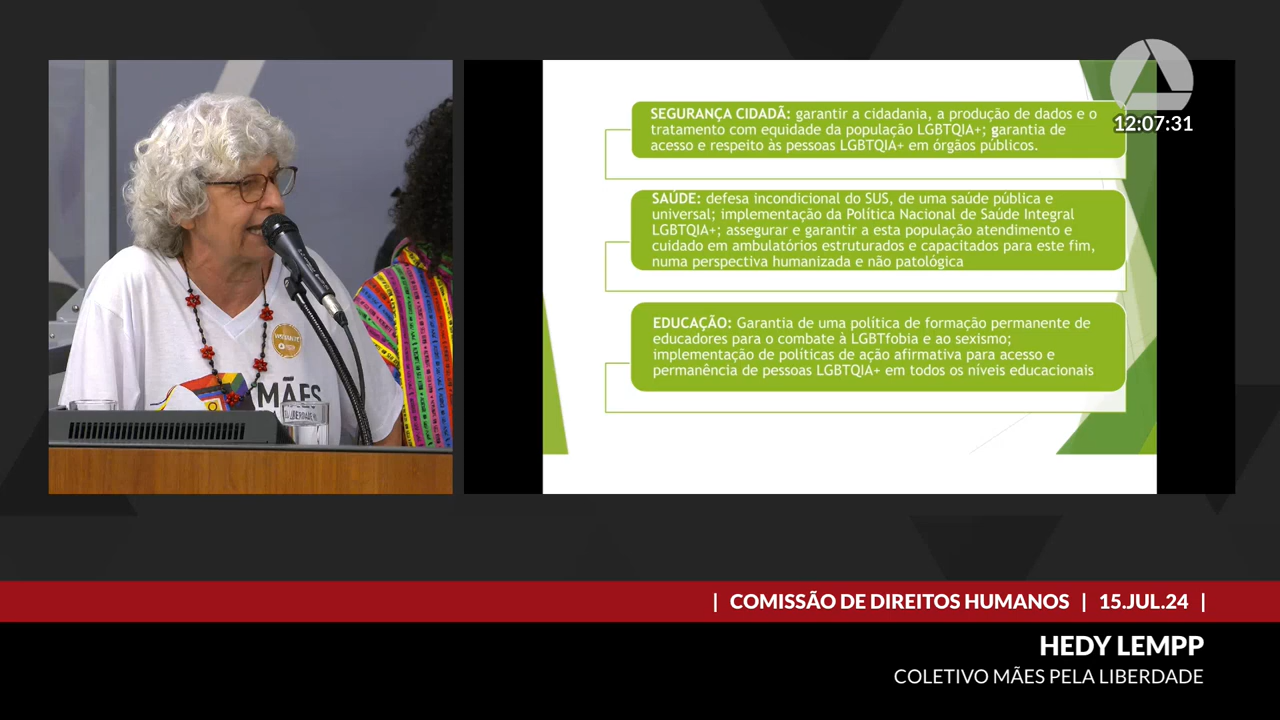 SEGURANÇA CIDADÃ: garantir a cidadania, a produção de dados e o
tratamento com equidade da população LGBTQIA+; garantia de
acesso e respeito às pessoas LGBTQIA+ em órgãos públicos.
12:07:31
SAÚDE: defesa incondicional do SUS, de uma saúde pública e
universal; implementação da Política Nacional de Saúde Integral
LGBTQIA+; assegurar e garantir a esta população atendimento e
cuidado em ambulatórios estruturados e capacitados para este fim,
numa perspectiva humanizada e não patológica
EDUCAÇÃO: Garantia de uma política de formação permanente de
educadores para o combate à LGBTfobia e ao sexismo;
implementação de políticas de ação afirmativa para acesso e
permanência de pessoas LGBTQIA+ em todos os níveis educacionais
MÃES
LIBERDADE
| COMISSÃO DE DIREITOS HUMANOS | 15.JUL.24 |
HEDY LEMPP
COLETIVO MÃES PELA LIBERDADE